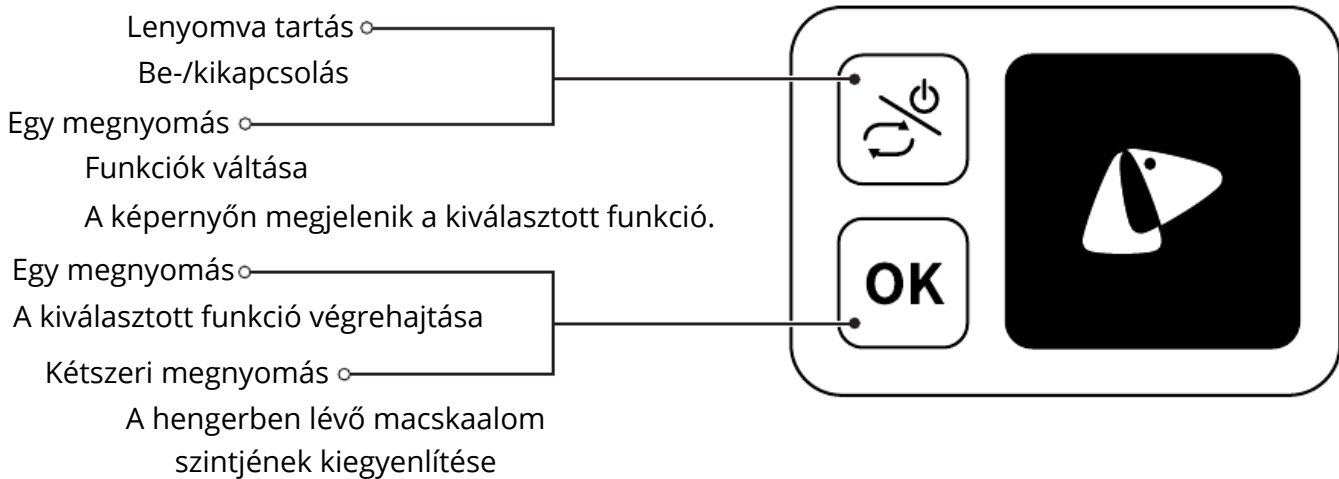 Lenyomva tartás
Be-/kikapcsolás
Egy megnyomás
Funkciók váltása
A képernyőn megjelenik a kiválasztott funkció.
Egy megnyomás
A kiválasztott funkció végrehajtása
Kétszeri megnyomás
A hengerben lévő macskaalom
szintjének kiegyenlítése
OK